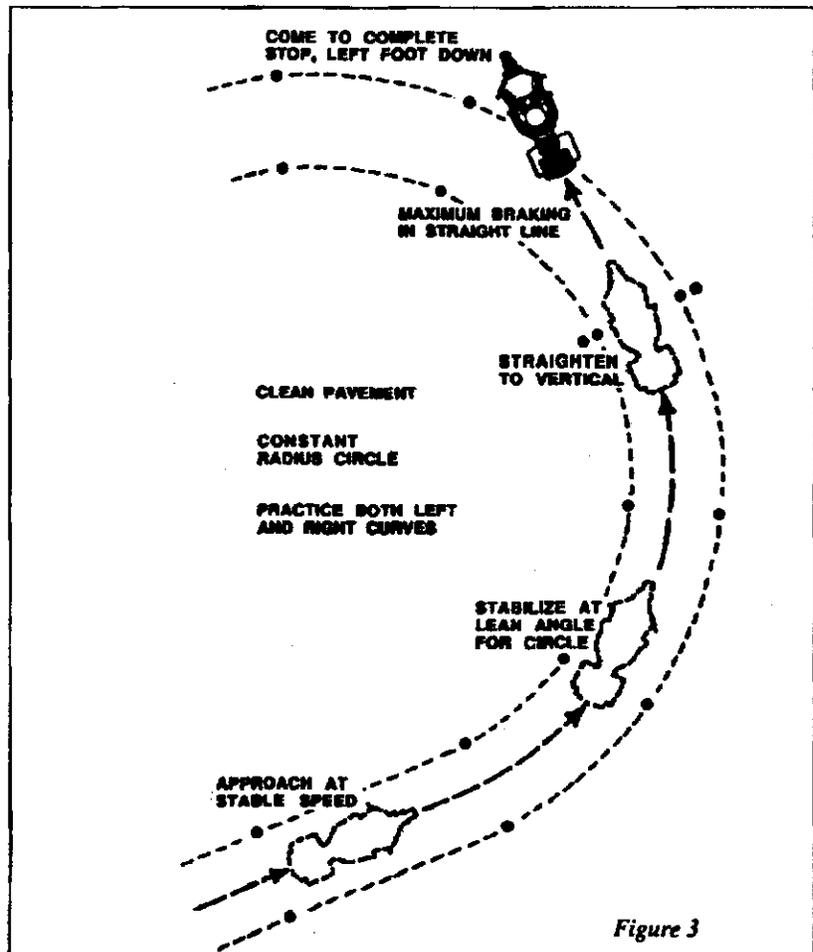 COME TO COMPLETE
STOP, LEFT FOOT DOWN
MAXIMUM BRAKING
IN STRAIGHT LINE
STRAIGHTEN
TO VERTICAL
CLEAN PAVEMENT
CONSTANT
RADIUS CIRCLE
PRACTICE BOTH LEFT
AND RIGHT CURVES
STABILIZE AT
LEAN ANGLE
FOR CIRCLE
APPROACH AT
STABLE SPEED
Figure 3